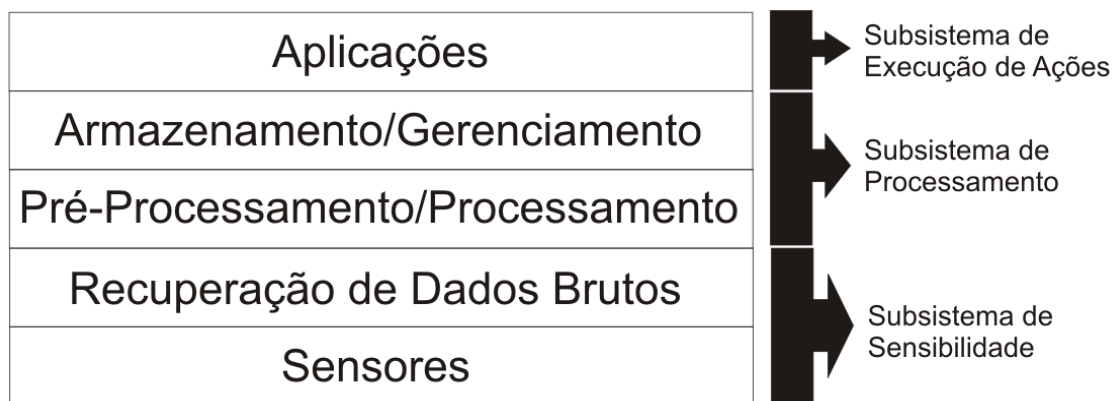 Aplicações
Subsistema de
Execução de Ações
Armazenamento/Gerenciamento
Pré-Processamento/Processamento
Subsistema de
Processamento
Recuperação de Dados Brutos
Sensores
Subsistema de
Sensibilidade